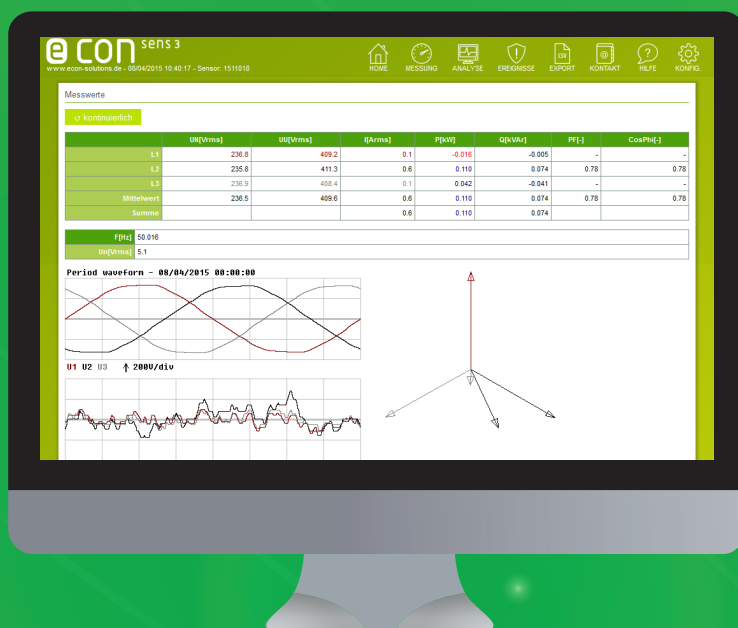 e con sens 3
www.econ-solutions.de - 08/04/2015 10:40:17 - Sensor: 1511018
HOME MESSUNG ANALYSE EREIGNISSE EXPORT KONTAKT HILFE KONFIG.
CSV
Messwerte
kontinuierlich
UN[Vrms] UU[Vrms] I[Arms] P[kW] Q[kVAr] PF[-] CosPhi[-]
L1 236.8 409.2 0.1 -0.016 -0.005 - -
L2 235.8 411.3 0.6 0.110 0.074 0.78 0.78
L3 236.9 408.4 0.1 0.042 -0.041 - -
Mittelwert 236.5 409.6 0.6 0.110 0.074 0.78 0.78
Summe 0.6 0.110 0.074
F[Hz] 50.016
Un[Vrms] 5.1
Period waveform - 08/04/2015 00:00:00
U1 U2 U3 200V/div